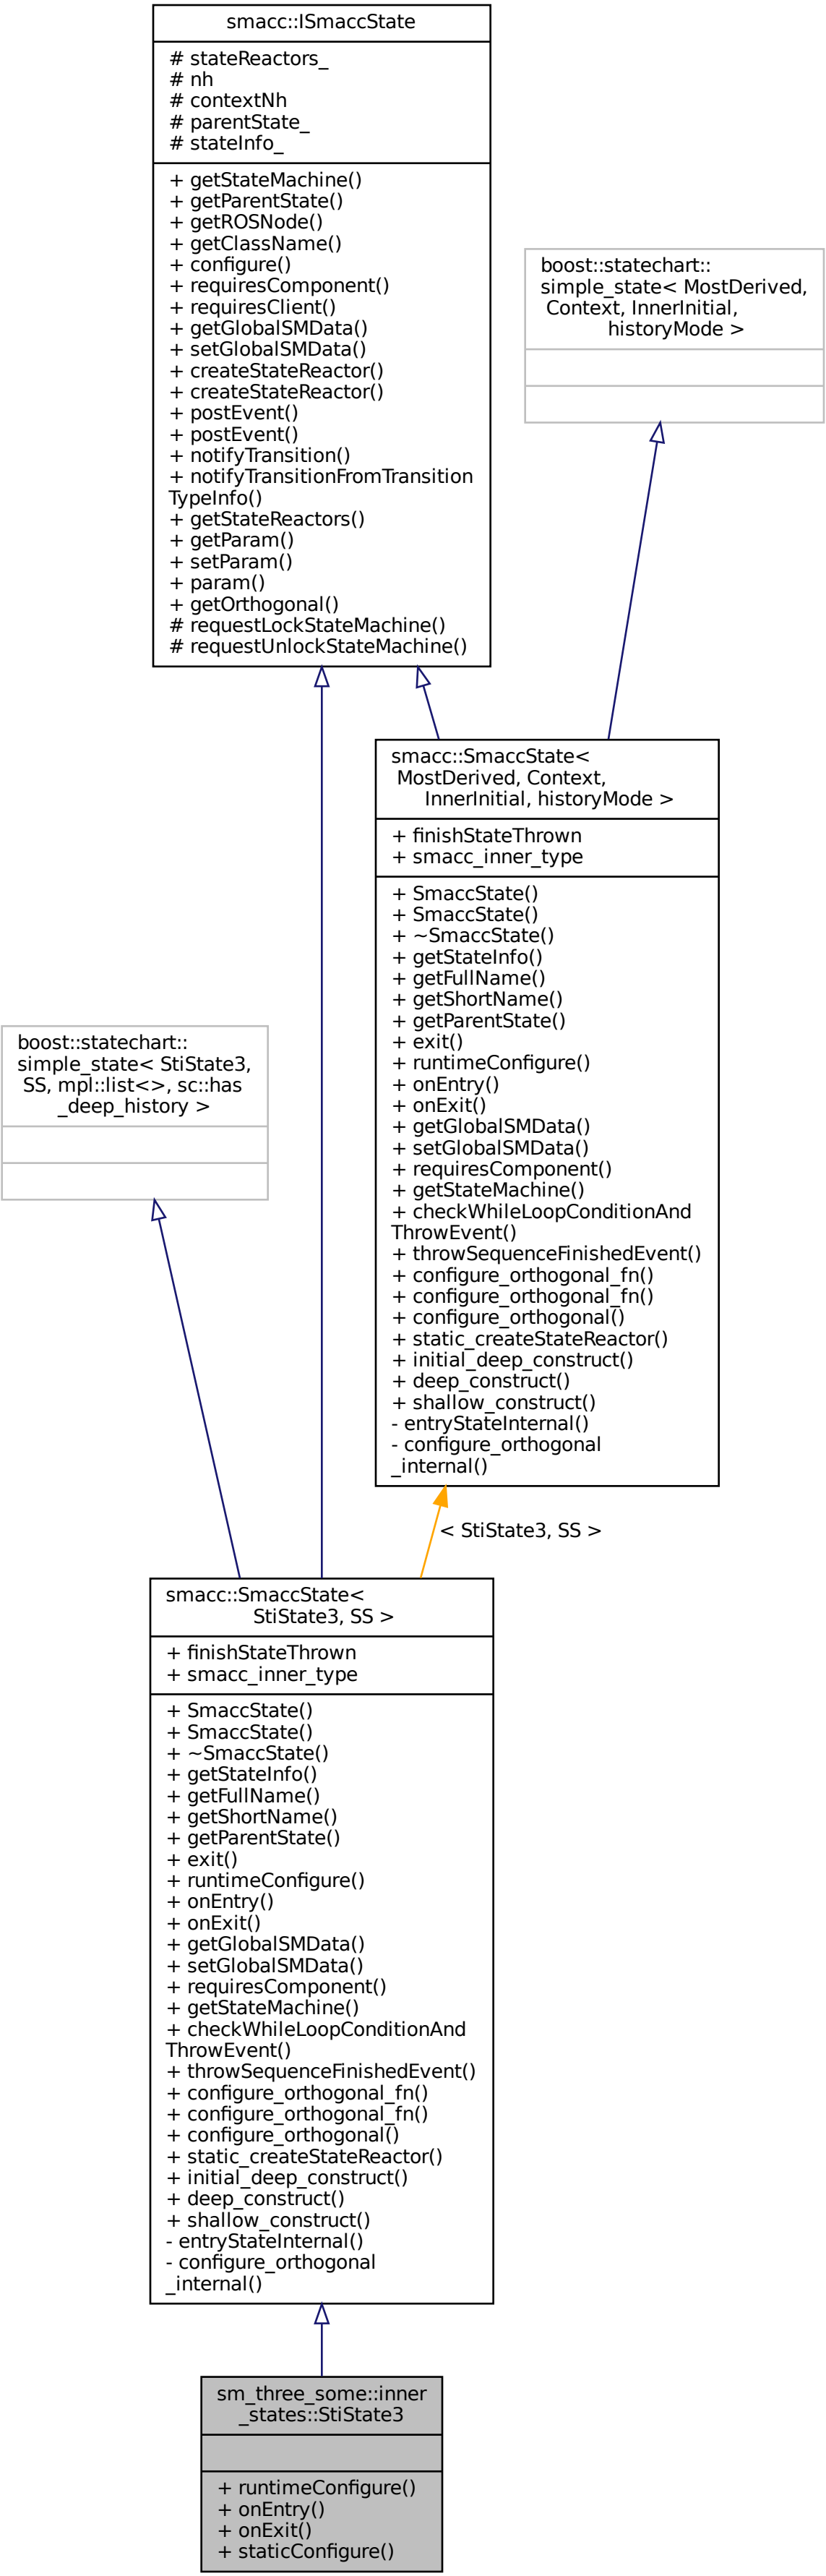 smacc::ISmaccState
# stateReactors_
# nh
# contextNh
# parentState_
# stateInfo_
+ getStateMachine()
+ getParentState()
+ getROSNode()
+ getClassName()
+ configure()
+ requiresComponent()
+ requiresClient()
+ getGlobalSMData()
+ setGlobalSMData()
+ createStateReactor()
+ createStateReactor()
+ postEvent()
+ postEvent()
+ notifyTransition()
+ notifyTransitionFromTransition
TypeInfo()
+ getStateReactors()
+ getParam()
+ setParam()
+ param()
+ getOrthogonal()
# requestLockStateMachine()
# requestUnlockStateMachine()
boost::statechart::
simple_state< MostDerived,
Context, InnerInitial,
historyMode >
smacc::SmaccState<
MostDerived, Context,
InnerInitial, historyMode >
+ finishStateThrown
+ smacc_inner_type
+ SmaccState()
+ SmaccState()
+ ~SmaccState()
+ getStateInfo()
+ getFullName()
+ getShortName()
+ getParentState()
+ exit()
+ runtimeConfigure()
+ onEntry()
+ onExit()
+ getGlobalSMData()
+ setGlobalSMData()
+ requiresComponent()
+ getStateMachine()
+ checkWhileLoopConditionAnd
ThrowEvent()
+ throwSequenceFinishedEvent()
+ configure_orthogonal_fn()
+ configure_orthogonal_fn()
+ configure_orthogonal()
+ static_createStateReactor()
+ initial_deep_construct()
+ deep_construct()
+ shallow_construct()
- entryStateInternal()
- configure_orthogonal
_internal()
boost::statechart::
simple_state< StiState3,
SS, mpl::list<>, sc::has
_deep_history >
< StiState3, SS >
smacc::SmaccState<
StiState3, SS >
+ finishStateThrown
+ smacc_inner_type
+ SmaccState()
+ SmaccState()
+ ~SmaccState()
+ getStateInfo()
+ getFullName()
+ getShortName()
+ getParentState()
+ exit()
+ runtimeConfigure()
+ onEntry()
+ onExit()
+ getGlobalSMData()
+ setGlobalSMData()
+ requiresComponent()
+ getStateMachine()
+ checkWhileLoopConditionAnd
ThrowEvent()
+ throwSequenceFinishedEvent()
+ configure_orthogonal_fn()
+ configure_orthogonal_fn()
+ configure_orthogonal()
+ static_createStateReactor()
+ initial_deep_construct()
+ deep_construct()
+ shallow_construct()
- entryStateInternal()
- configure_orthogonal
_internal()
sm_three_some::inner
_states::StiState3
+ runtimeConfigure()
+ onEntry()
+ onExit()
+ staticConfigure()